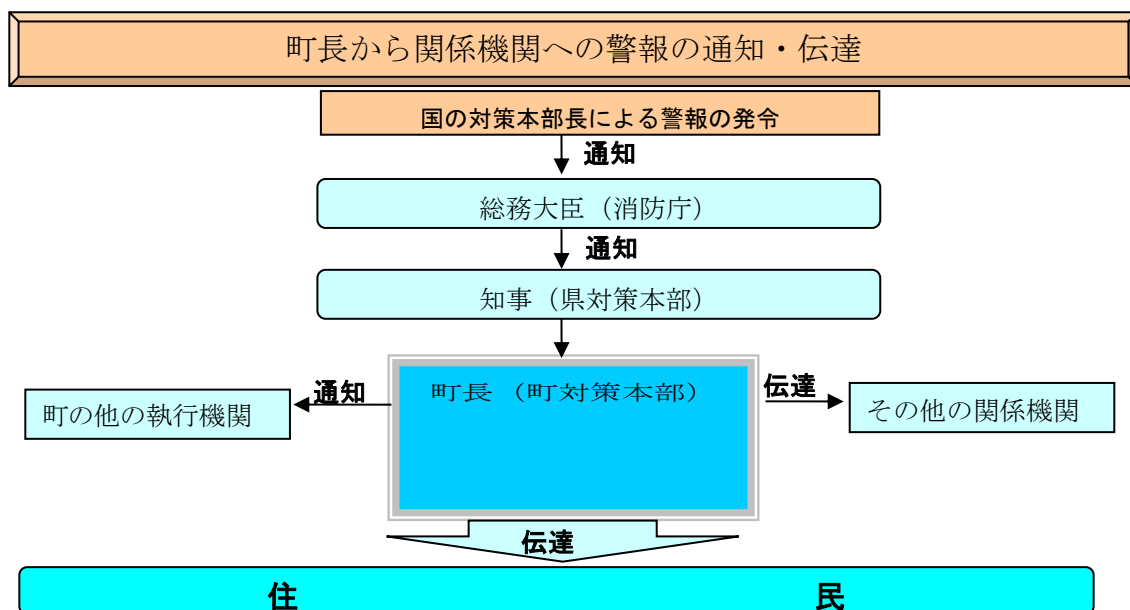 町長から関係機関への警報の通知・伝達
国の対策本部長による警報の発令
通知
総務大臣（消防庁）
通知
知事（県対策本部）
町長（町対策本部）
通知
伝達
町の他の執行機関
その他の関係機関
伝達
住　民